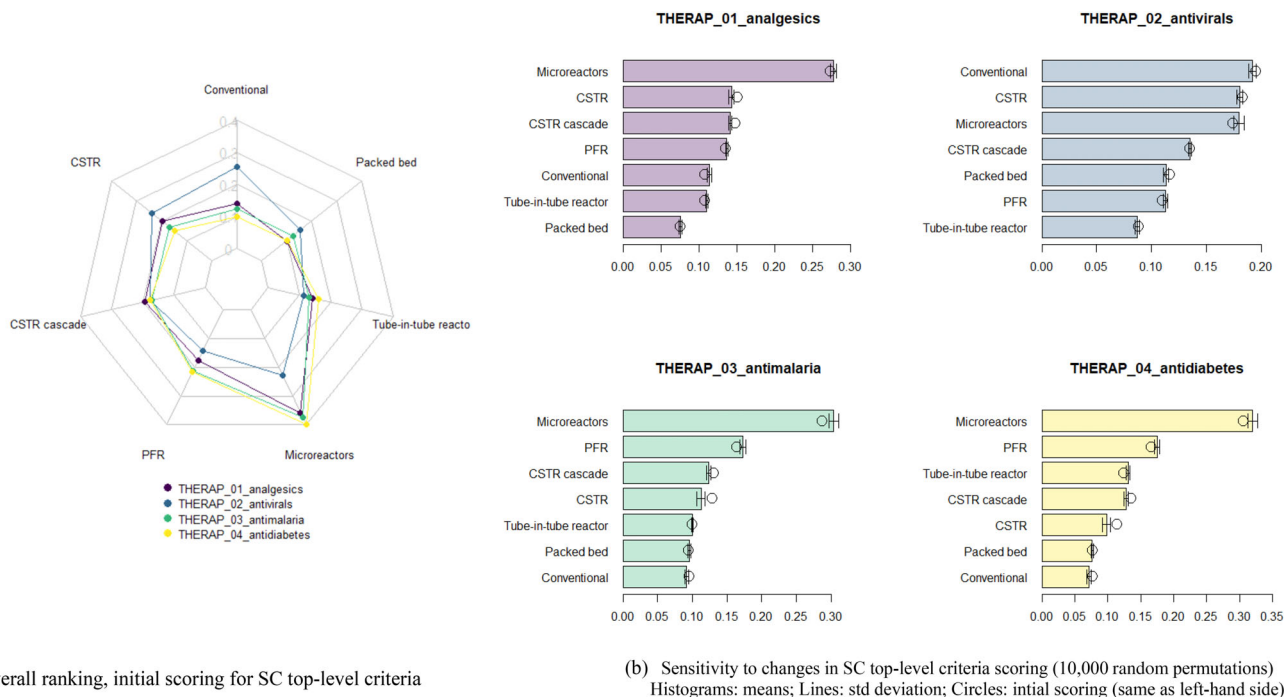 Conventional
CSTR
Packed bed
0.4
0.3
0.2
0
CSTR cascade
Tube-in-tube reacto
PFR
Microreactors
THERAP_01_analgesics
THERAP_02_antivirals
THERAP_03_antimalaria
THERAP_04_antidiabetes
verall ranking, initial scoring for SC top-level criteria
THERAP_01_analgesics
Microreactors
CSTR
CSTR cascade
PFR
Conventional
Tube-in-tube reactor
Packed bed
0.00 0.05 0.10 0.15 0.20 0.25 0.30
THERAP_02_antivirals
Conventional
CSTR
Microreactors
CSTR cascade
Packed bed
PFR
Tube-in-tube reactor
0.00 0.05 0.10 0.15 0.20
THERAP_03_antimalaria
Microreactors
PFR
CSTR cascade
CSTR
Tube-in-tube reactor
Packed bed
Conventional
0.00 0.05 0.10 0.15 0.20 0.25 0.30
THERAP_04_antidiabetes
Microreactors
PFR
Tube-in-tube reactor
CSTR cascade
CSTR
Packed bed
Conventional
0.00 0.05 0.10 0.15 0.20 0.25 0.30 0.35
(b) Sensitivity to changes in SC top-level criteria scoring (10,000 random permutations)
Histograms: means; Lines: std deviation; Circles: intial scoring (same as left-hand side)